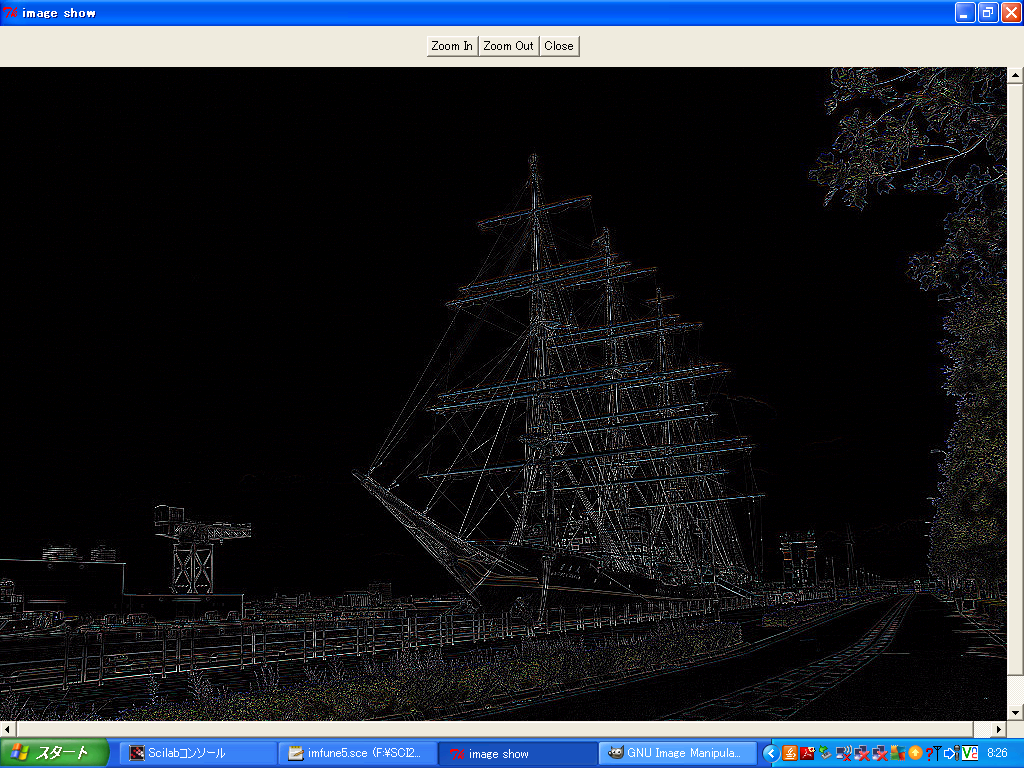 image show
Zoom In Zoom Out Close
スタート Scilabコンソール imfune5.sce (F:¥SCI2... image show GNU Image Manipula... V2 8:26